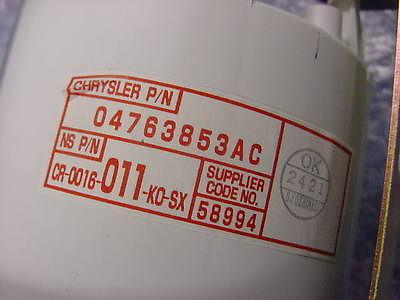 CHRYSLER P/N
04763853AC
NS P/N
CR-0016-011-KO-SX
SUPPLIER
CODE NO.
58994
OK
2421